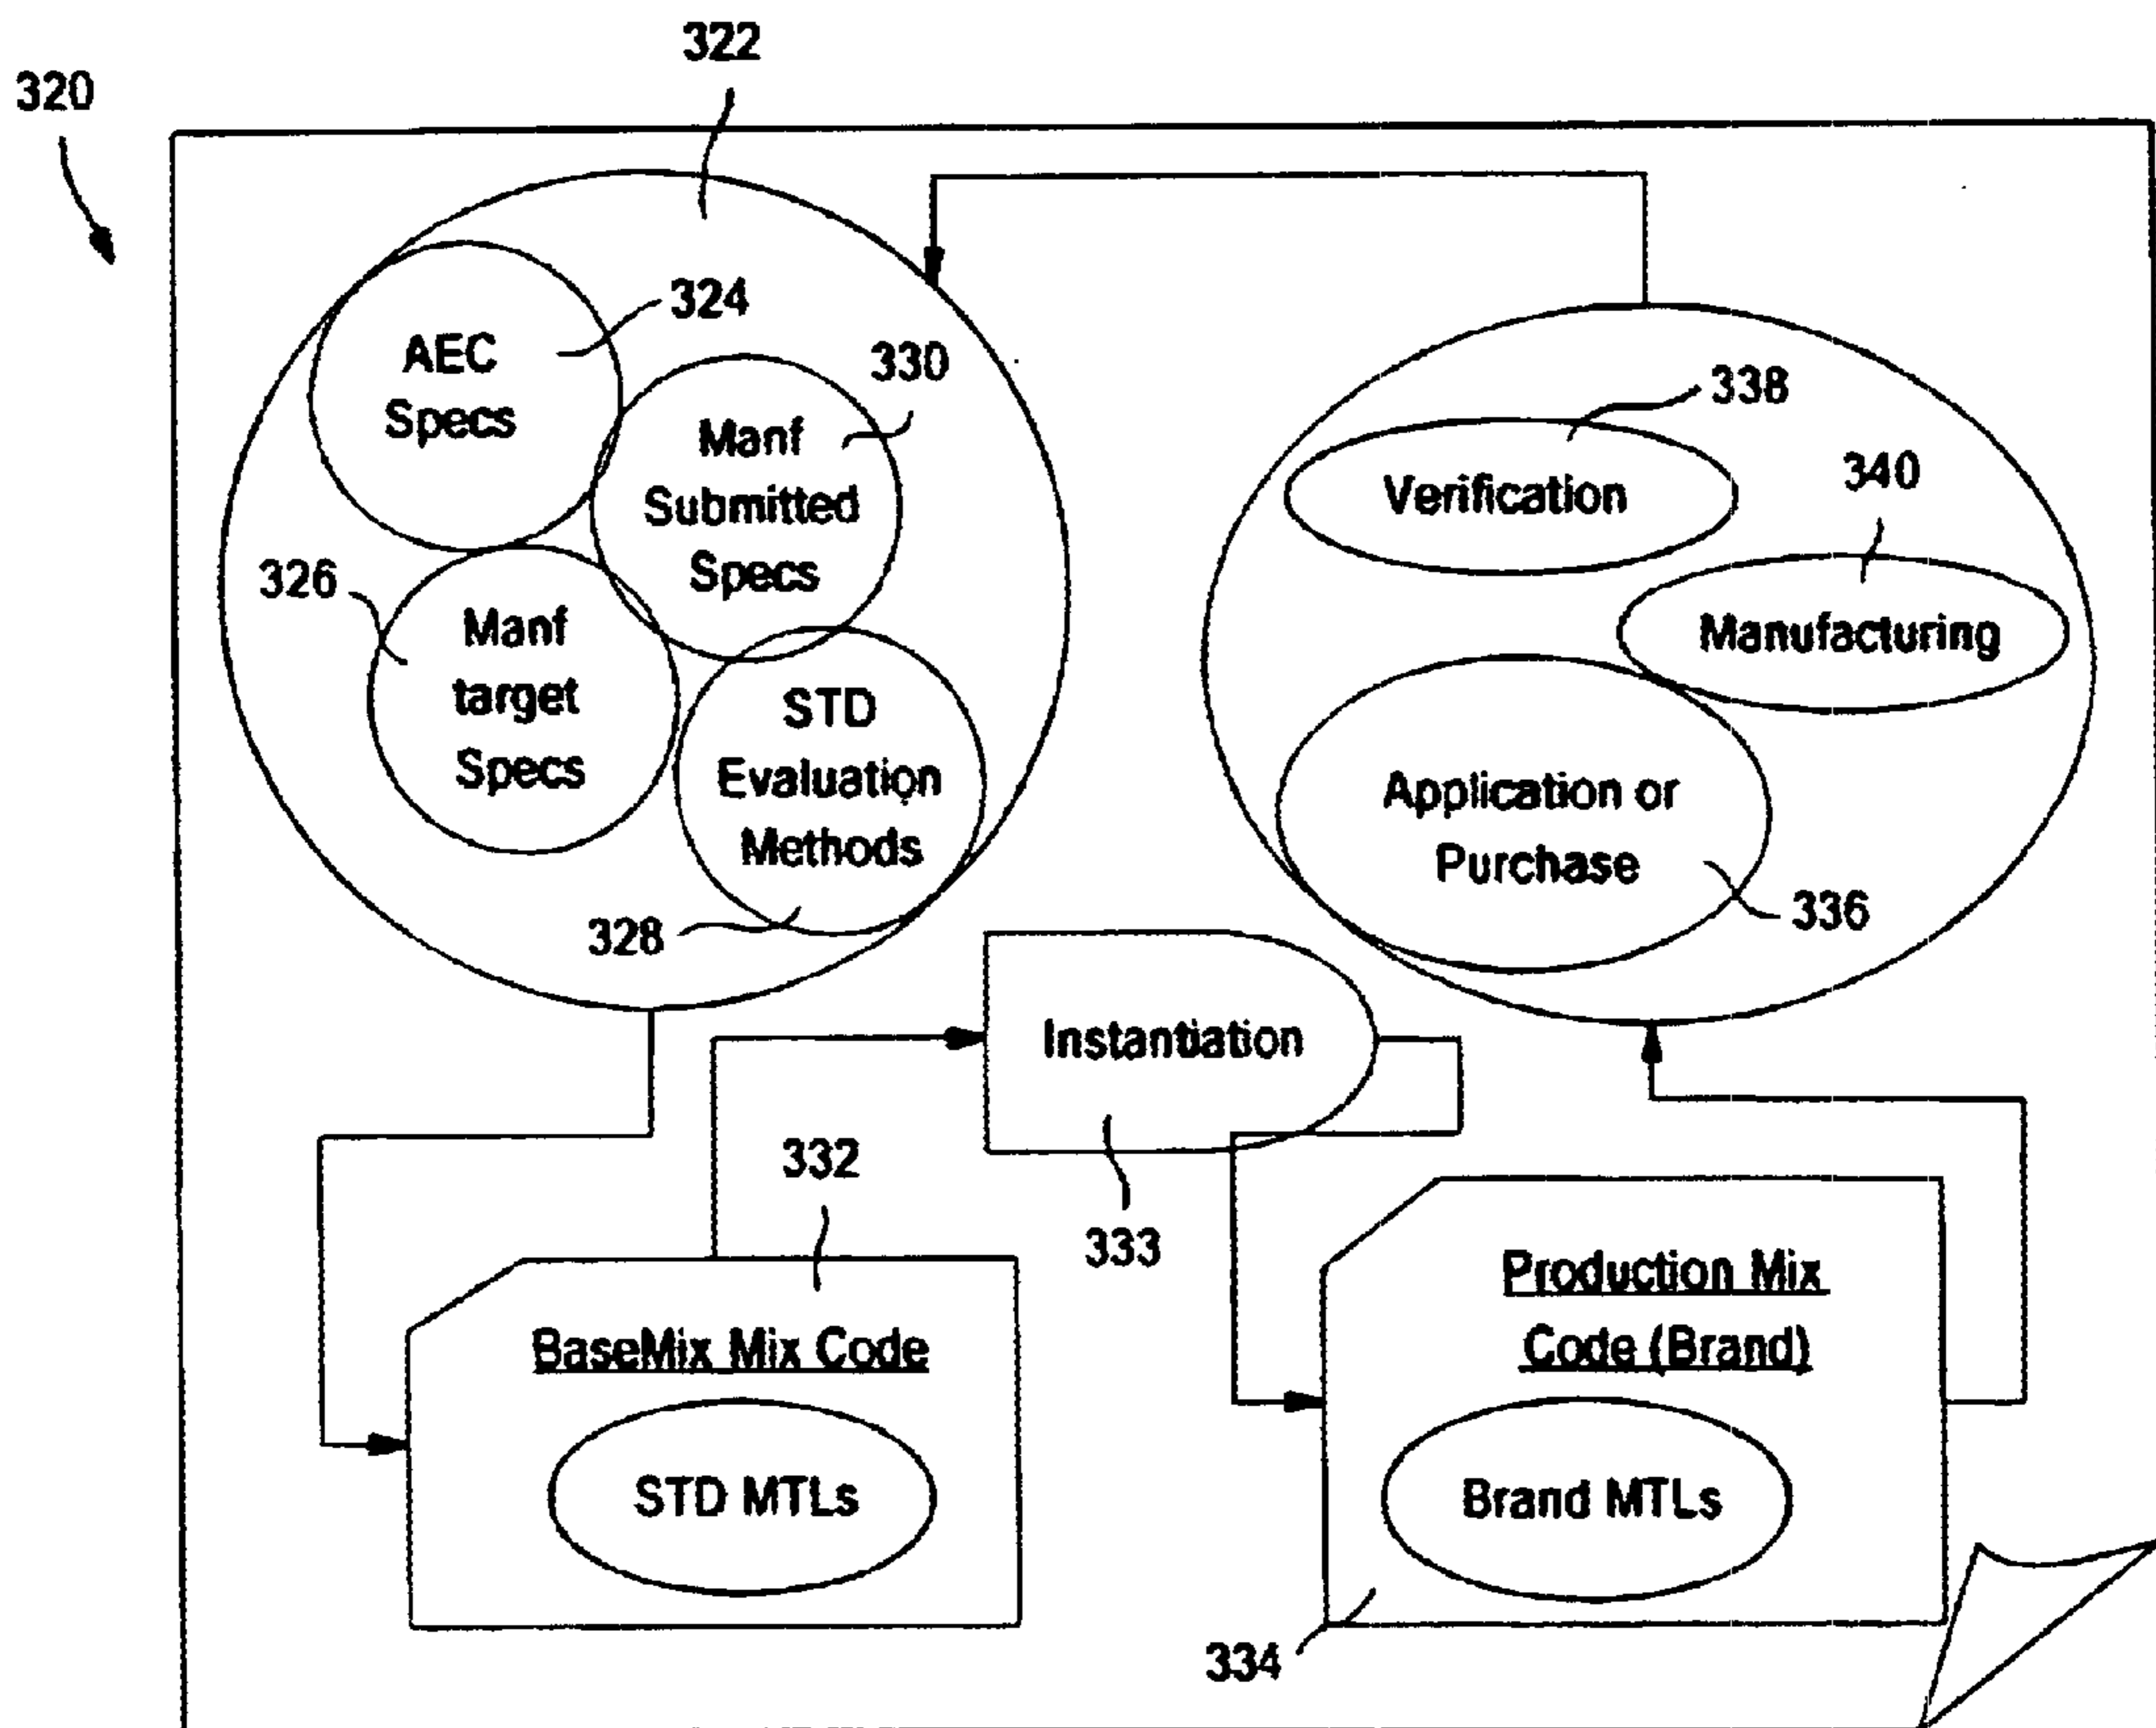 322
320
324
AEC
Specs
330
Manf
Submitted
Specs
338
Verification
340
Manufacturing
326
Manf
target
Specs
STD
Evaluation
Methods
328
Application or
Purchase
336
Instantiation
333
332
BaseMix Mix Code
STD MTLs
Production Mix
Code (Brand)
Brand MTLs
334